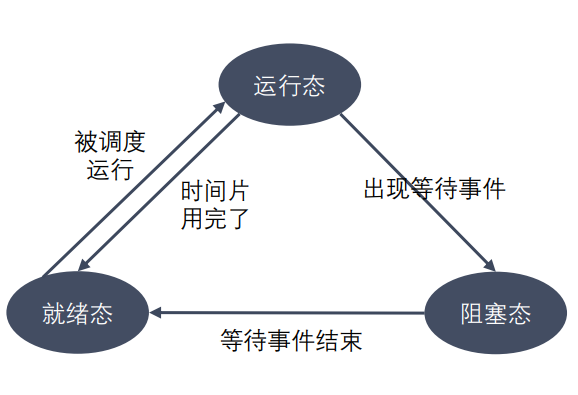 运行态
被调度
运行
时间片
用完了
出现等待事件
就绪态
阻塞态
等待事件结束